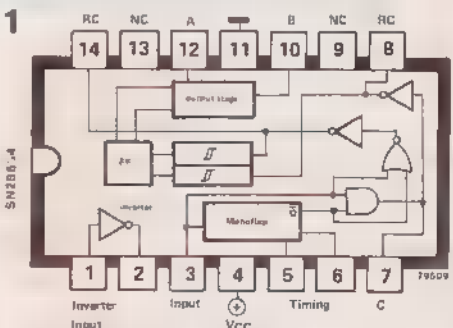 1
RC NC A B NC RC
14 13 12 11 10 9 8
Output stage
Inverter
Monoflop
Q
SN28654
1 2 3 4 5 6 7
79509
Inverter Input Timing C
Input VCC